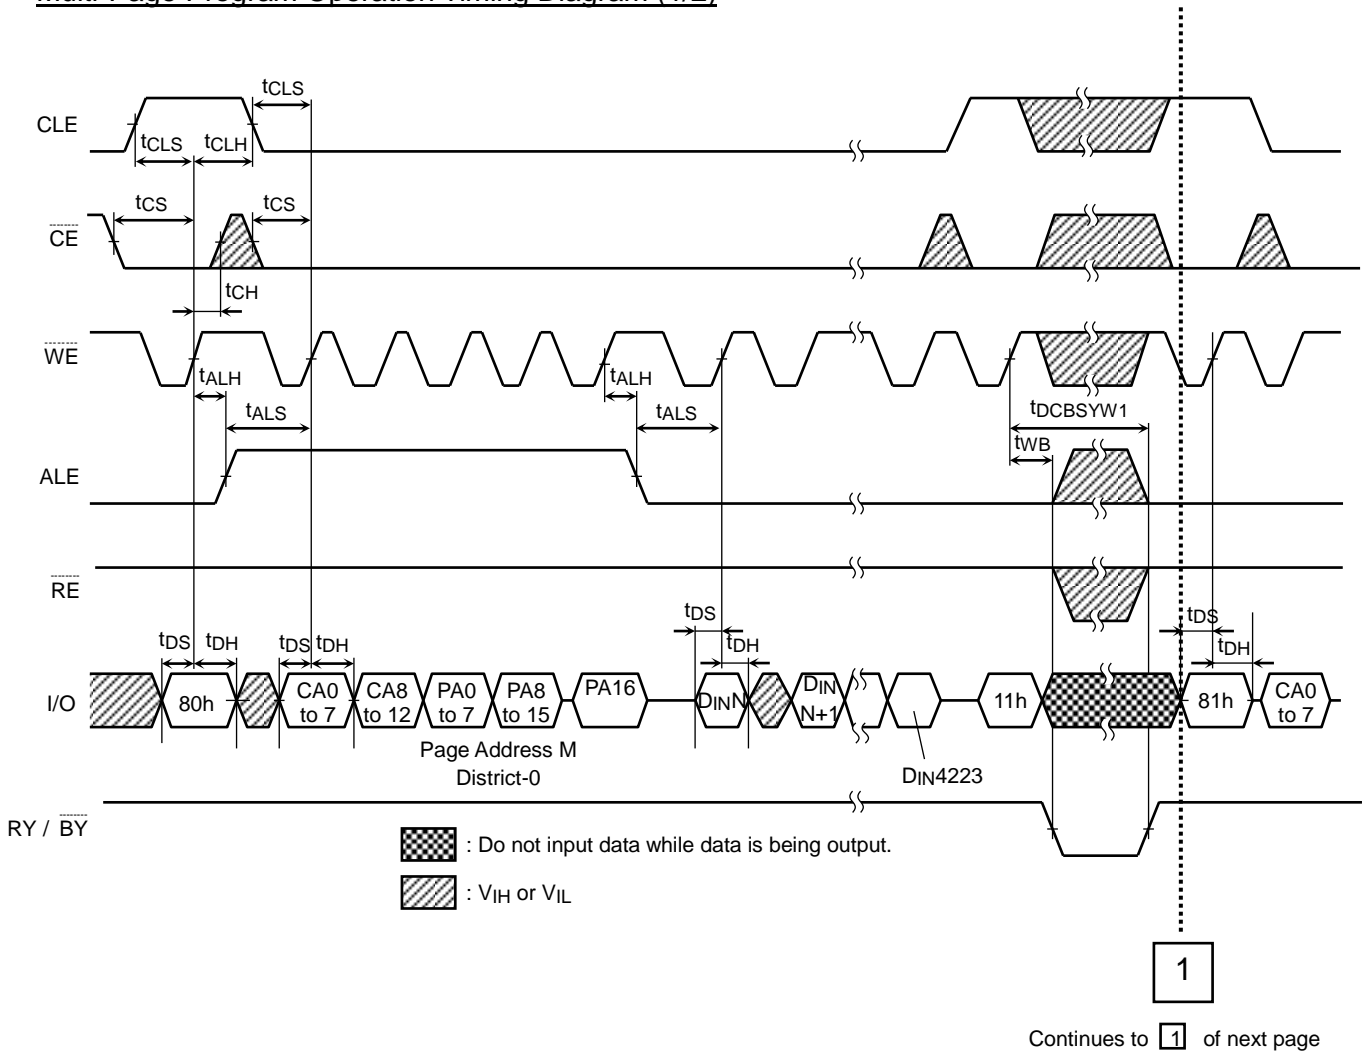 Multi-Page Program Operation Timing Diagram (1/2)
tCLS
CLE
tCLS tCLH
tCS tCS
CE
tCH
WE
tALH tALH
tALS tALS tDCBSYW1
tWB
ALE
RE
tDS tDH tDS tDH tDS tDH tDS tDH
I/O
80h
CA0 to 7
CA8 to 12
PA0 to 7
PA8 to 15
PA16
DINN
DIN N+1
11h
81h
CA0 to 7
Page Address M
District-0
DIN4223
RY / BY
: Do not input data while data is being output.
: VIH or VIL
1
Continues to 1 of next page